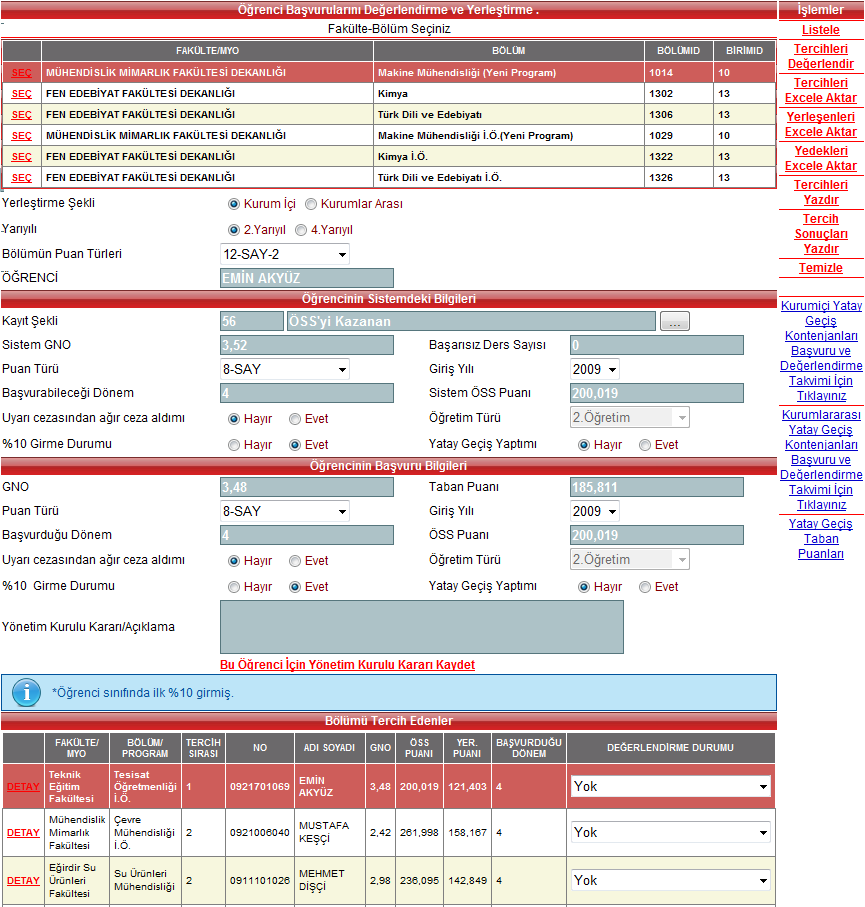 Öğrenci Başvurularını Değerlendirme ve Yerleştirme .
Fakülte-Bölüm Seçiniz
FAKÜLTE/MYO BÖLÜM BÖLÜMID BİRİMID
SEÇ MÜHENDİSLİK MİMARLIK FAKÜLTESİ DEKANLIĞI Makine Mühendisliği (Yeni Program) 1014 10
SEÇ FEN EDEBİYAT FAKÜLTESİ DEKANLIĞI Kimya 1302 13
SEÇ FEN EDEBİYAT FAKÜLTESİ DEKANLIĞI Türk Dili ve Edebiyatı 1306 13
SEÇ MÜHENDİSLİK MİMARLIK FAKÜLTESİ DEKANLIĞI Makine Mühendisliği İ.Ö.(Yeni Program) 1029 10
SEÇ FEN EDEBİYAT FAKÜLTESİ DEKANLIĞI Kimya İ.Ö. 1322 13
SEÇ FEN EDEBİYAT FAKÜLTESİ DEKANLIĞI Türk Dili ve Edebiyatı İ.Ö. 1326 13
Yerleştirme Şekli Kurum İçi Kurumlar Arası
Yarıyılı 2.Yarıyıl 4.Yarıyıl
Bölümün Puan Türleri 12-SAY-2
ÖĞRENCİ EMİN AKYÜZ
Öğrencinin Sistemdeki Bilgileri
Kayıt Şekli 56 ÖSS'yi Kazanan ...
Sistem GNO 3,52 Başarısız Ders Sayısı 0
Puan Türü 8-SAY Giriş Yılı 2009
Başvurabileceği Dönem 4 Sistem ÖSS Puanı 200,019
Uyarı cezasından ağır ceza aldımı Hayır Evet Öğretim Türü 2.Öğretim
%10 Girme Durumu Hayır Evet Yatay Geçiş Yaptımı Hayır Evet
Öğrencinin Başvuru Bilgileri
GNO 3,48 Taban Puanı 185,811
Puan Türü 8-SAY Giriş Yılı 2009
Başvurduğu Dönem 4 ÖSS Puanı 200,019
Uyarı cezasından ağır ceza aldımı Hayır Evet Öğretim Türü 2.Öğretim
%10 Girme Durumu Hayır Evet Yatay Geçiş Yaptımı Hayır Evet
Yönetim Kurulu Kararı/Açıklama
Bu Öğrenci İçin Yönetim Kurulu Kararı Kaydet
*Öğrenci sınıfında ilk %10 girmiş.
Bölümü Tercih Edenler
FAKÜLTE/ BÖLÜM/ TERCİH NO ADI SOYADI GNO ÖSS YER. BAŞVURDUĞU DEĞERLENDİRME DURUMU
MYO PROGRAM SIRASI PUANI PUANI DÖNEM
Teknik Tesisat
DETAY Eğitim Öğretmenliği 1 0921701069 EMİN 3,48 200,019 121,403 4 Yok
Fakültesi İ.Ö. AKYÜZ
Mühendislik Çevre
DETAY Mimarlık Mühendisliği 2 0921006040 MUSTAFA 2,42 261,998 158,167 4 Yok
Fakültesi İ.Ö. KEŞÇİ
Eğirdir Su
DETAY Ürünleri Su Ürünleri 2 0911101026 MEHMET 2,98 236,095 142,849 4 Yok
Fakültesi Mühendisliği DİŞÇİ
İşlemler
Listele
Tercihleri
Değerlendir
Tercihleri
Excele Aktar
Yerleşenleri
Excele Aktar
Yedekleri
Excele Aktar
Tercihleri
Yazdır
Tercih
Sonuçları
Yazdır
Temizle
Kurumiçi Yatay
Geçiş
Kontenjanları
Başvuru ve
Değerlendirme
Takvimi İçin
Tıklayınız
Kurumlararası
Yatay Geçiş
Kontenjanları
Başvuru ve
Değerlendirme
Takvimi İçin
Tıklayınız
Yatay Geçiş
Taban
Puanları